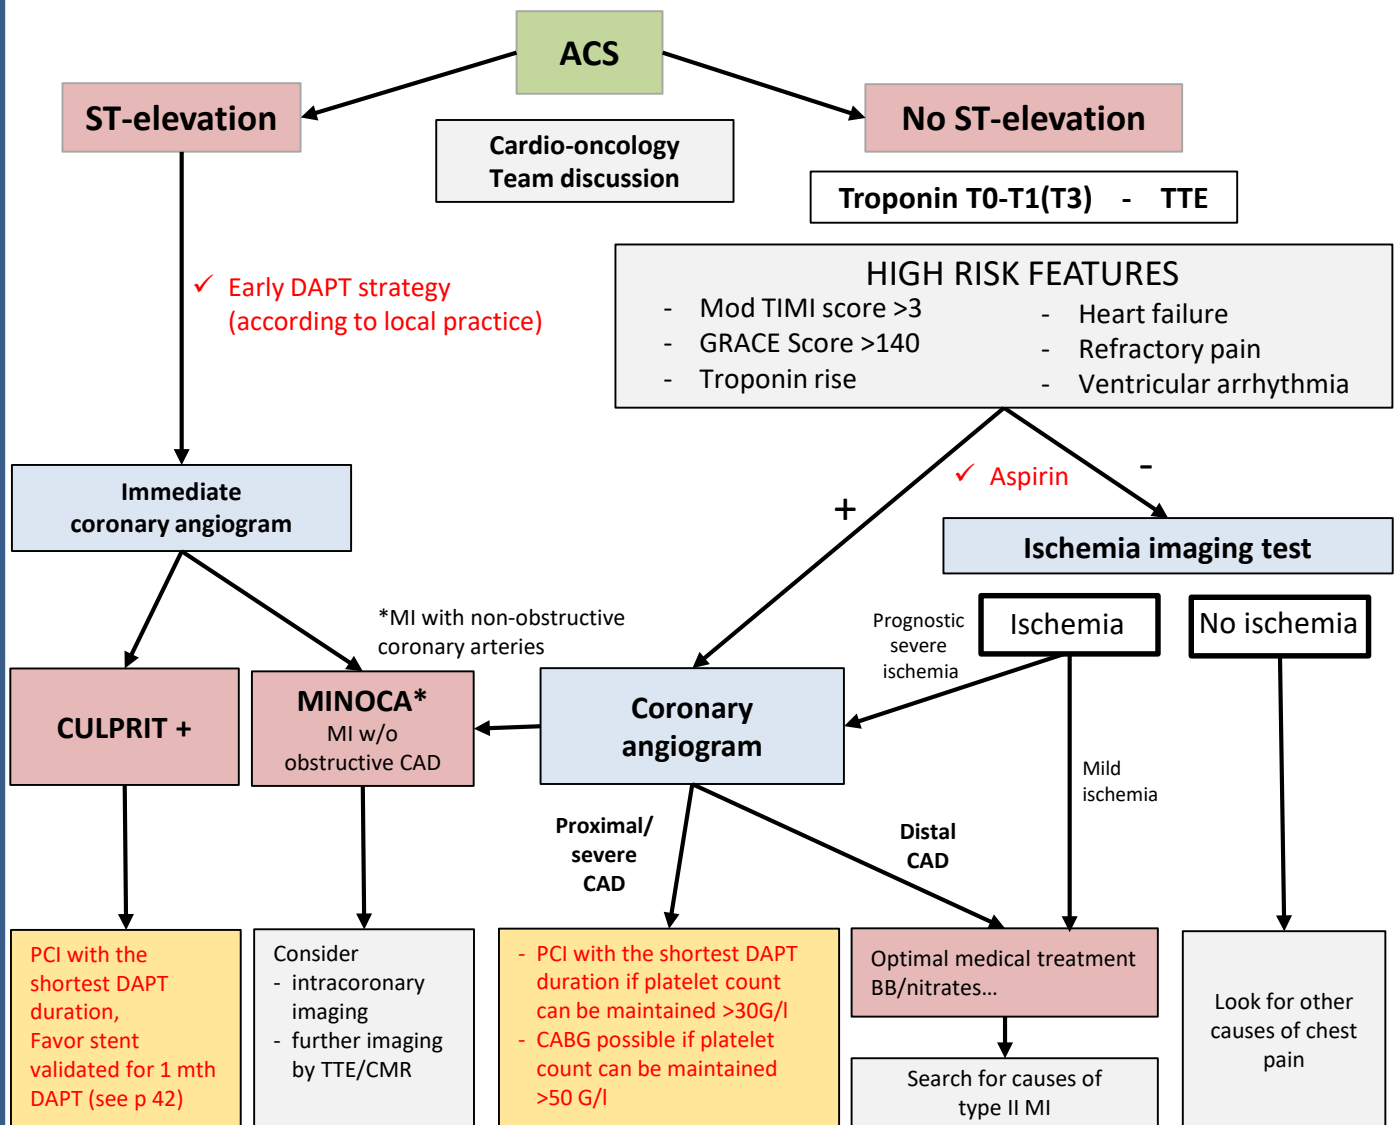 ACS
ST-elevation
No ST-elevation
Cardio-oncology
Team discussion
Troponin T0-T1(T3) - TTE
HIGH RISK FEATURES
- Mod TIMI score >3
- GRACE Score >140
- Troponin rise
- Heart failure
- Refractory pain
- Ventricular arrhythmia
✓ Early DAPT strategy
(according to local practice)
✓ Aspirin
+
-
Immediate
coronary angiogram
Ischemia imaging test
*MI with non-obstructive
coronary arteries
Prognostic
severe
ischemia
Ischemia
No ischemia
CULPRIT +
MINOCA*
MI w/o
obstructive CAD
Coronary
angiogram
Mild
ischemia
Proximal/
severe
CAD
Distal
CAD
PCI with the
shortest DAPT
duration,
Favor stent
validated for 1 mth
DAPT (see p 42)
Consider
- intracoronary
imaging
- further imaging
by TTE/CMR
- PCI with the shortest DAPT
duration if platelet count
can be maintained >30G/l
- CABG possible if platelet
count can be maintained
>50 G/l
Optimal medical treatment
BB/nitrates...
Search for causes of
type II MI
Look for other
causes of chest
pain